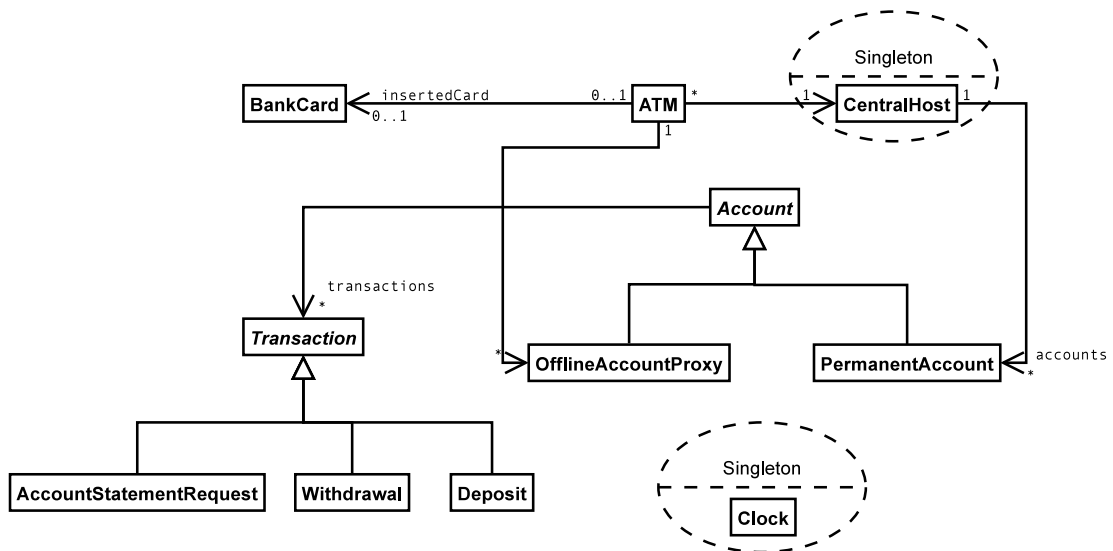 Singleton
BankCard
insertedCard
0..1
0..1
ATM
*
1
1
CentralHost
1
Account
transactions
*
Transaction
*
OfflineAccountProxy
PermanentAccount
accounts
*
AccountStatementRequest
Withdrawal
Deposit
Singleton
Clock